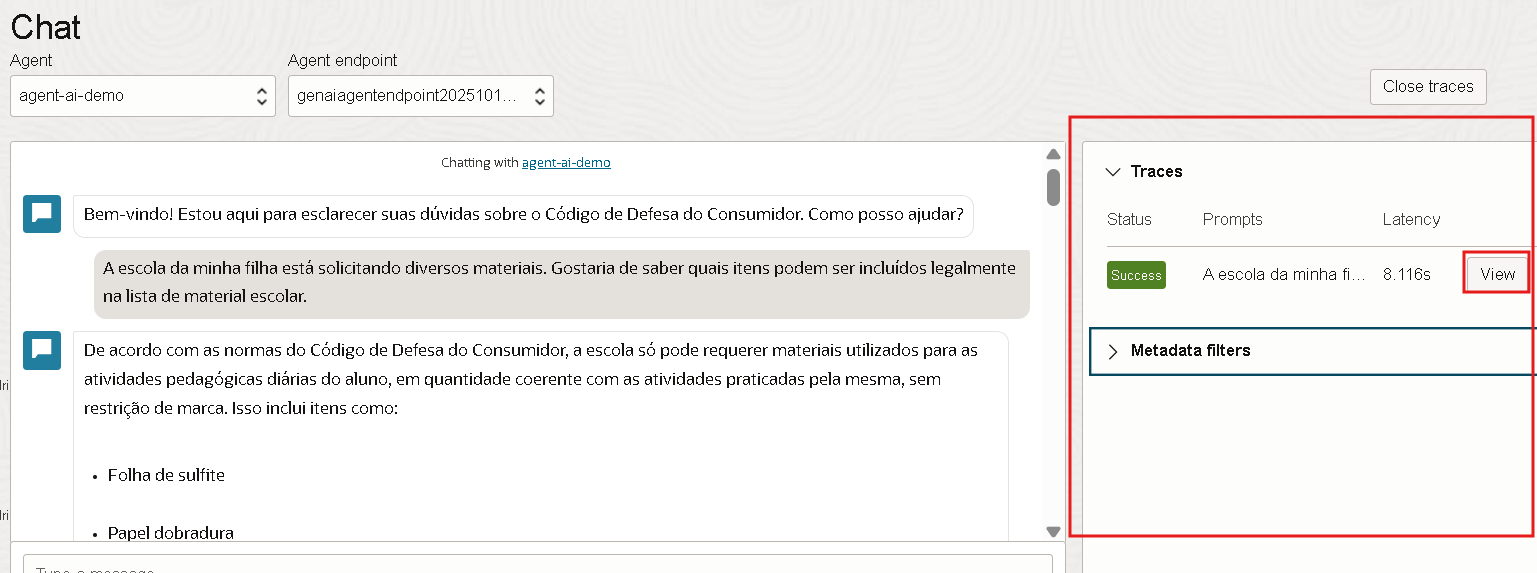 Chat
Agent
Agent endpoint
agent-ai-demo
genaiagentendpoint2025101...
Close traces
Chatting with agent-ai-demo
Bem-vindo! Estou aqui para esclarecer suas dúvidas sobre o Código de Defesa do Consumidor. Como posso ajudar?
A escola da minha filha está solicitando diversos materiais. Gostaria de saber quais itens podem ser incluídos legalmente
na lista de material escolar.
De acordo com as normas do Código de Defesa do Consumidor, a escola só pode requerer materiais utilizados para as
atividades pedagógicas diárias do aluno, em quantidade coerente com as atividades praticadas pela mesma, sem
restrição de marca. Isso inclui itens como:
• Folha de sulfite
• Papel dobradura
Traces
Status Prompts Latency
Success A escola da minha fi... 8.116s View
Metadata filters